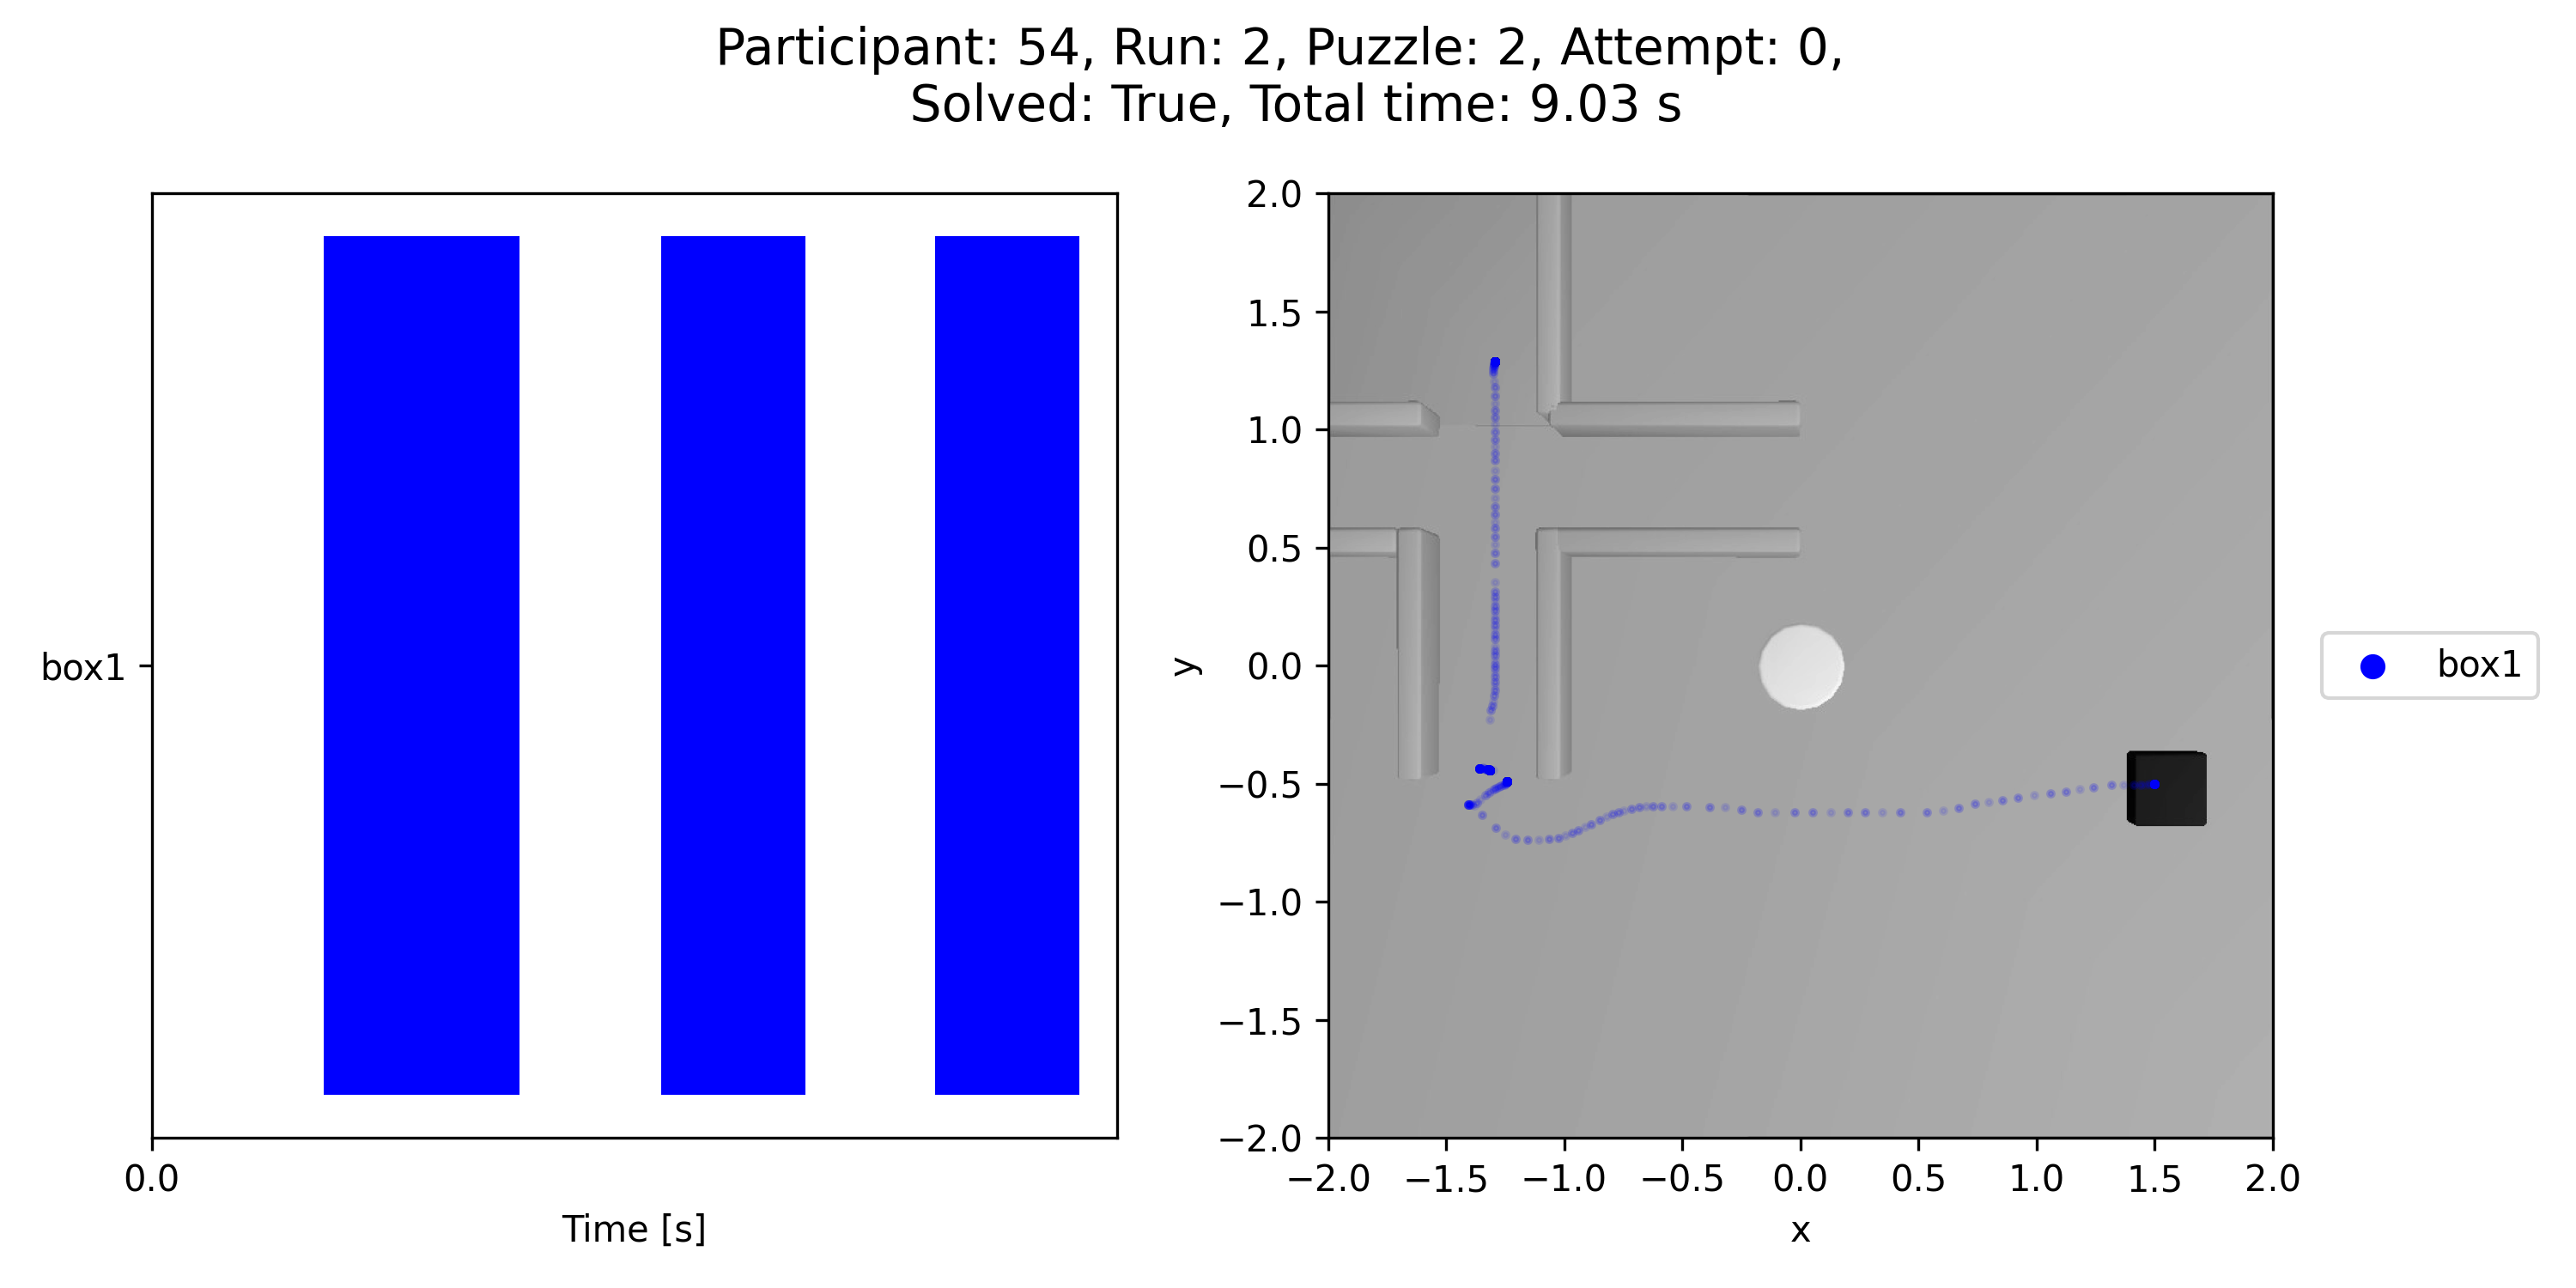 Participant: 54, Run: 2, Puzzle: 2, Attempt: 0,
Solved: True, Total time: 9.03 s
box1
0.0
Time [s]
2.0
1.5
1.0
0.5
0.0
−0.5
−1.0
−1.5
−2.0
y
−2.0 −1.5 −1.0 −0.5 0.0 0.5 1.0 1.5 2.0
x
box1